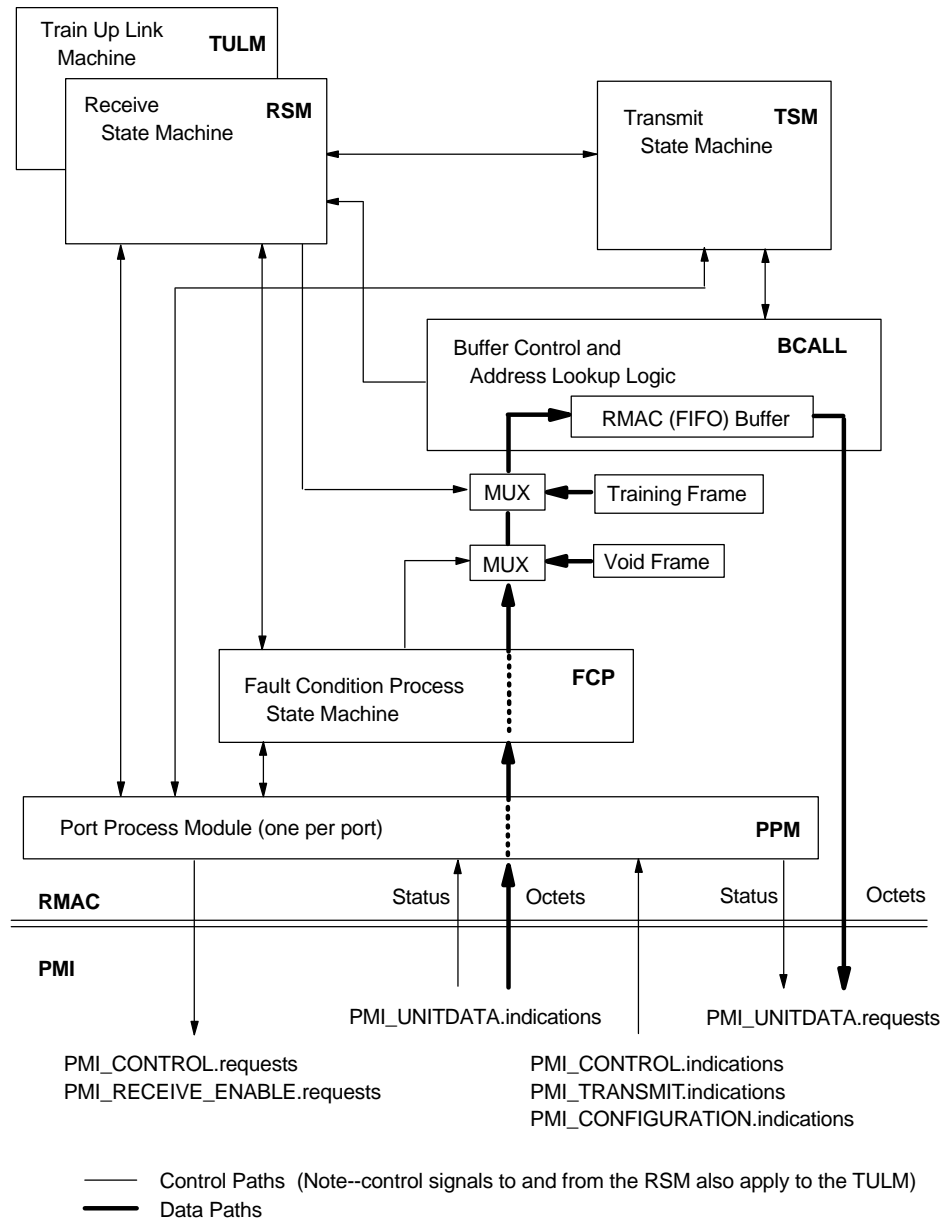 Train Up Link
Machine
TULM
Receive
State Machine
RSM
Transmit
State Machine
TSM
Buffer Control and
Address Lookup Logic
BCALL
RMAC (FIFO) Buffer
MUX
Training Frame
MUX
Void Frame
Fault Condition Process
State Machine
FCP
Port Process Module (one per port)
PPM
RMAC
Status
Octets
Status
Octets
PMI
PMI_UNITDATA.indications
PMI_UNITDATA.requests
PMI_CONTROL.requests
PMI_RECEIVE_ENABLE.requests
PMI_CONTROL.indications
PMI_TRANSMIT.indications
PMI_CONFIGURATION.indications
Control Paths (Note--control signals to and from the RSM also apply to the TULM)
Data Paths